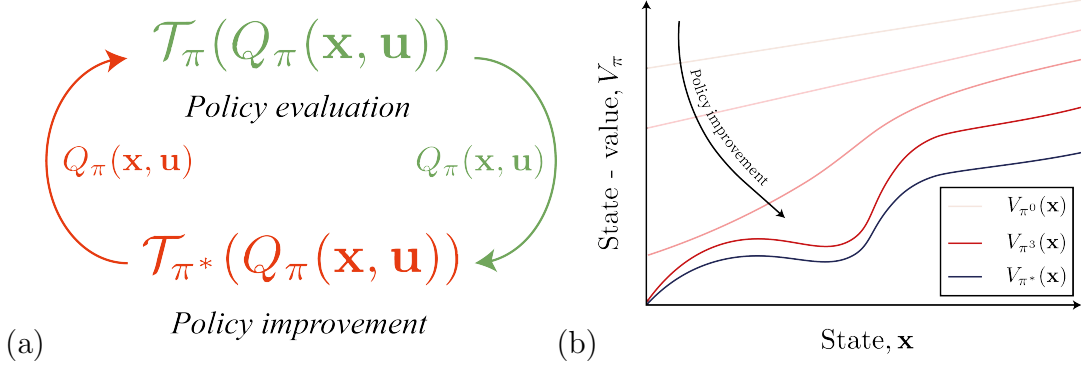 𝒯π(Qπ(𝐱, 𝐮))
Policy evaluation
Qπ(𝐱, 𝐮)
Qπ(𝐱, 𝐮)
𝒯π*(Qπ(𝐱, 𝐮))
Policy improvement
(a)
State - value, Vπ
Policy improvement
Vπ⁰(𝐱)
Vπ³(𝐱)
Vπ*(𝐱)
State, 𝐱
(b)